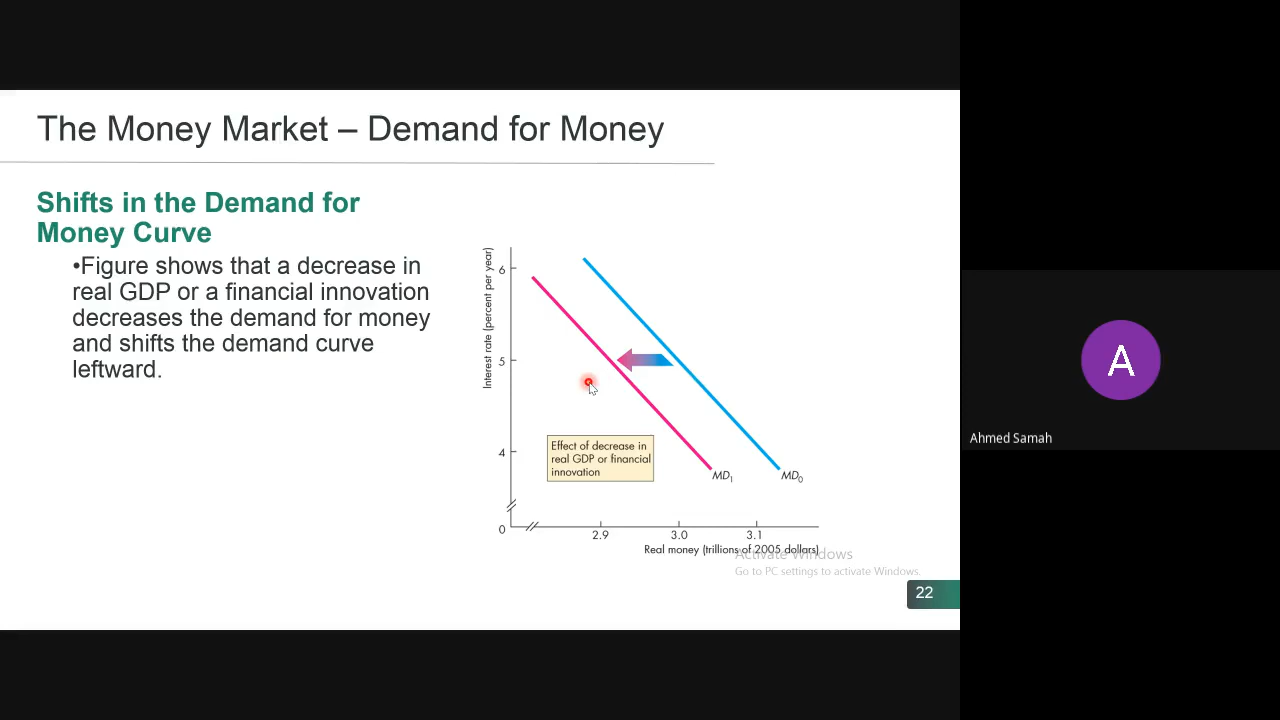 The Money Market – Demand for Money
Shifts in the Demand for
Money Curve
•Figure shows that a decrease in
real GDP or a financial innovation
decreases the demand for money
and shifts the demand curve
leftward.
Interest rate (percent per year)
6
5
4
0
Effect of decrease in
real GDP or financial
innovation
MD1
MD0
2.9 3.0 3.1
Real money (trillions of 2005 dollars)
Activate Windows
Go to PC settings to activate Windows.
22
A
Ahmed Samah